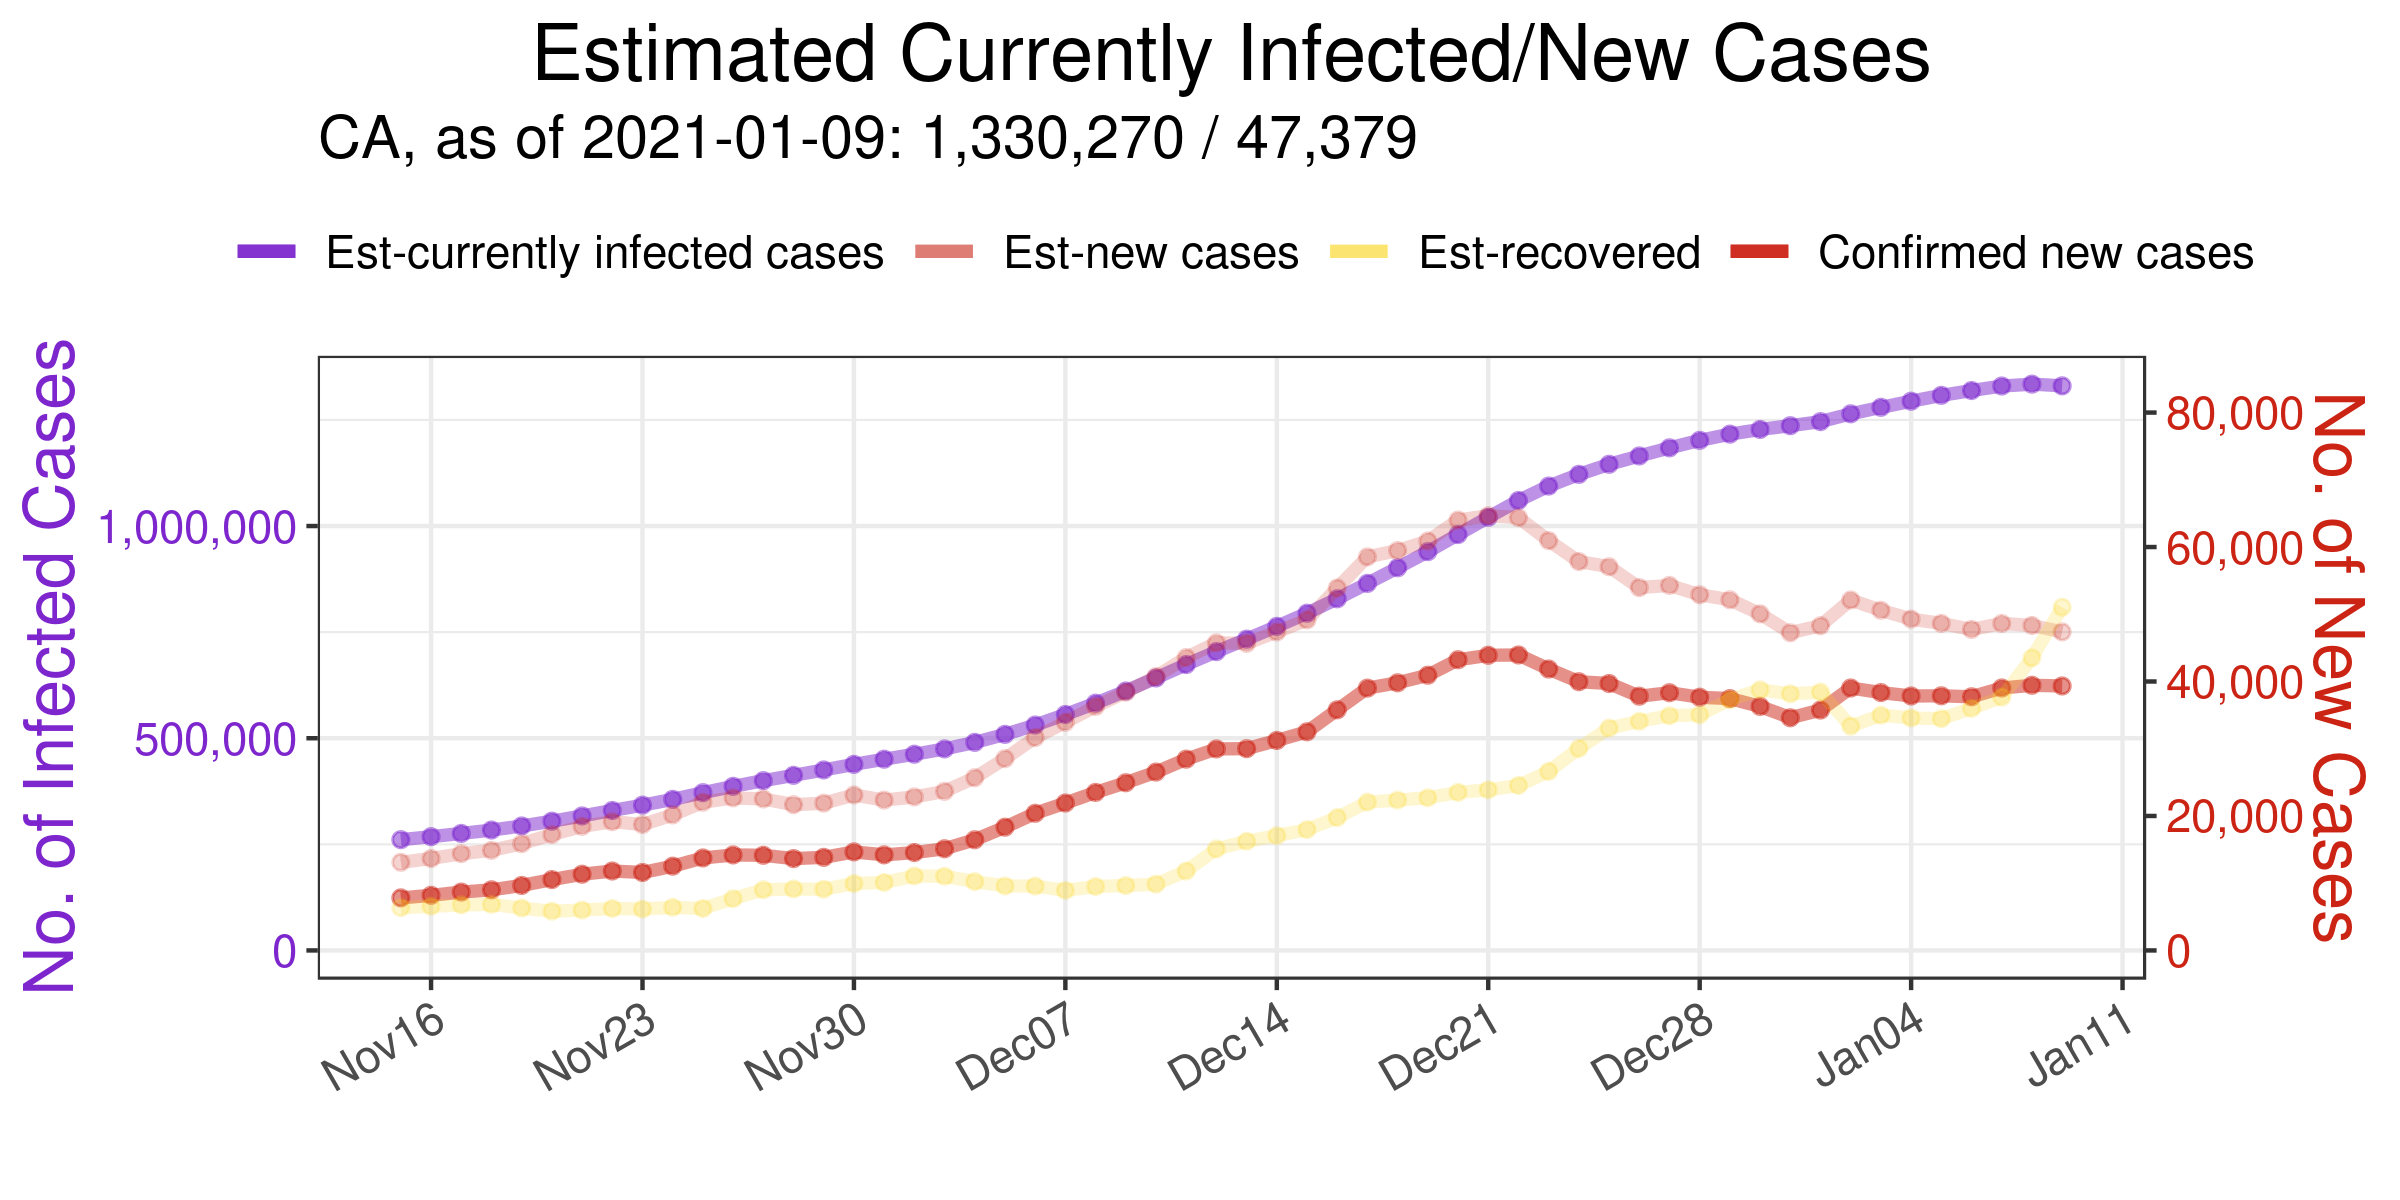 Estimated Currently Infected/New Cases
CA, as of 2021-01-09: 1,330,270 / 47,379
Est-currently infected cases Est-new cases Est-recovered Confirmed new cases
No. of Infected Cases
1,000,000
500,000
0
80,000
60,000
40,000
20,000
0
No. of New Cases
Nov16 Nov23 Nov30 Dec07 Dec14 Dec21 Dec28 Jan04 Jan11